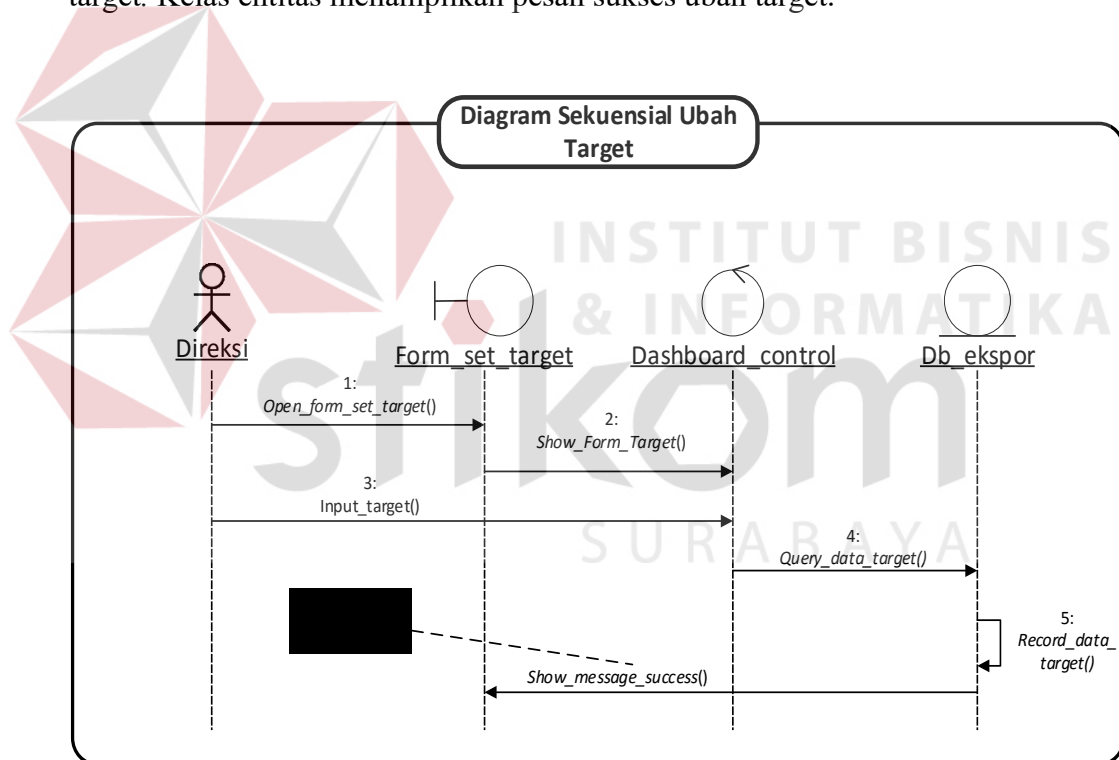 target. Kelas entitas menampilkan pesan sukses ubah target.
Diagram Sekuensial Ubah
Target
INSTITUT BISNIS
& INFORMATIKA
stikom
SURABAYA
Direksi
Form_set_target
Dashboard_control
Db_ekspor
1:
Open_form_set_target()
2:
Show_Form_Target()
3:
Input_target()
4:
Query_data_target()
5:
Record_data_
target()
Show_message_success()